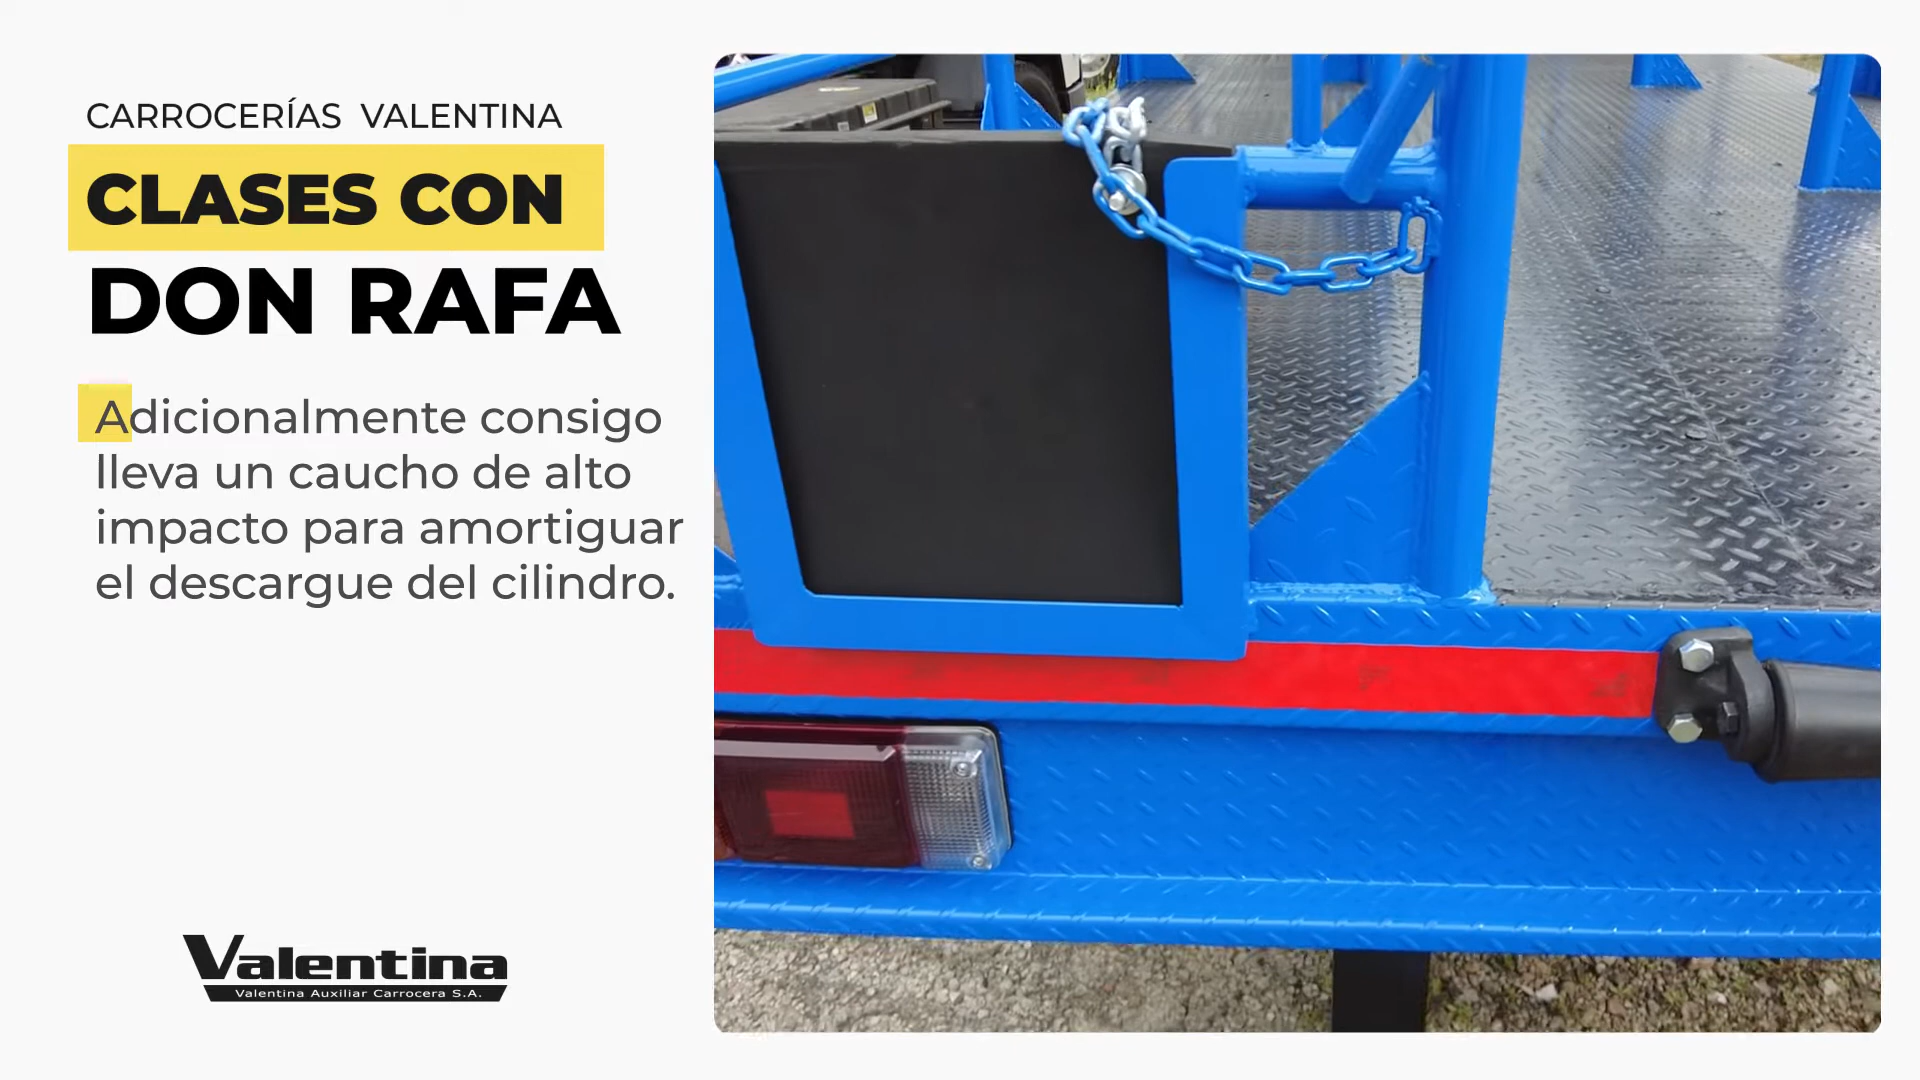 CARROCERÍAS VALENTINA
CLASES CON
DON RAFA
Adicionalmente consigo
lleva un caucho de alto
impacto para amortiguar
el descargue del cilindro.
Valentina
Valentina Auxiliar Carrocera S.A.